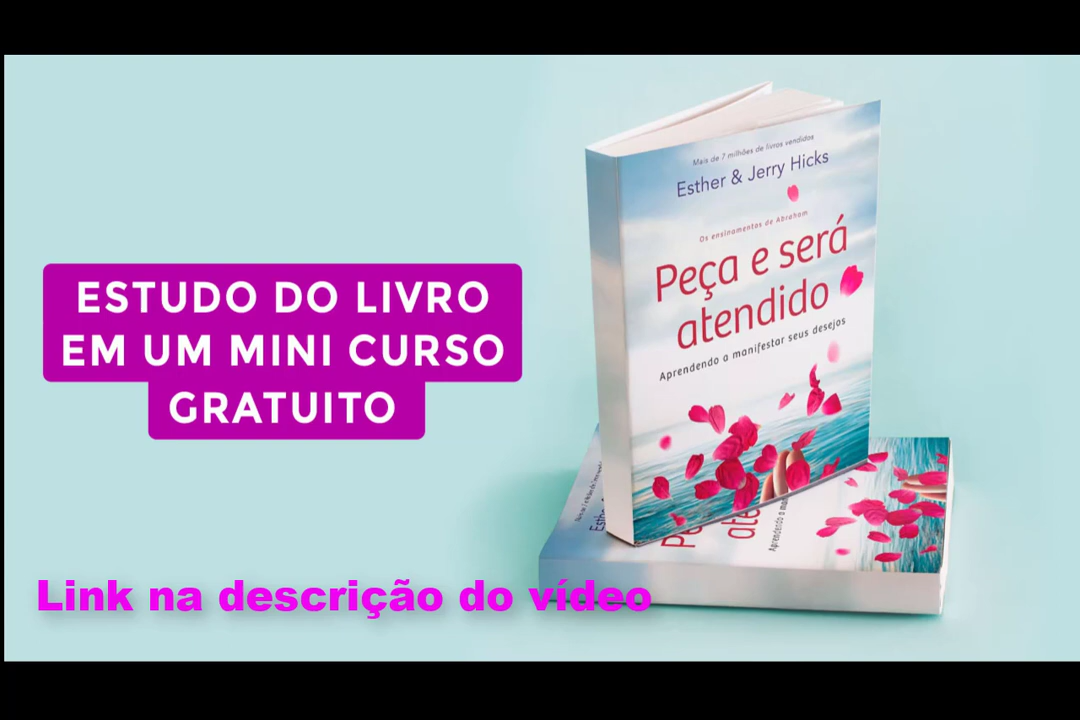 ESTUDO DO LIVRO
EM UM MINI CURSO
GRATUITO
Mais de 7 milhões de livros vendidos
Esther & Jerry Hicks
Os ensinamentos de Abraham
Peça e será
atendido
Aprendendo a manifestar seus desejos
Link na descrição do vídeo